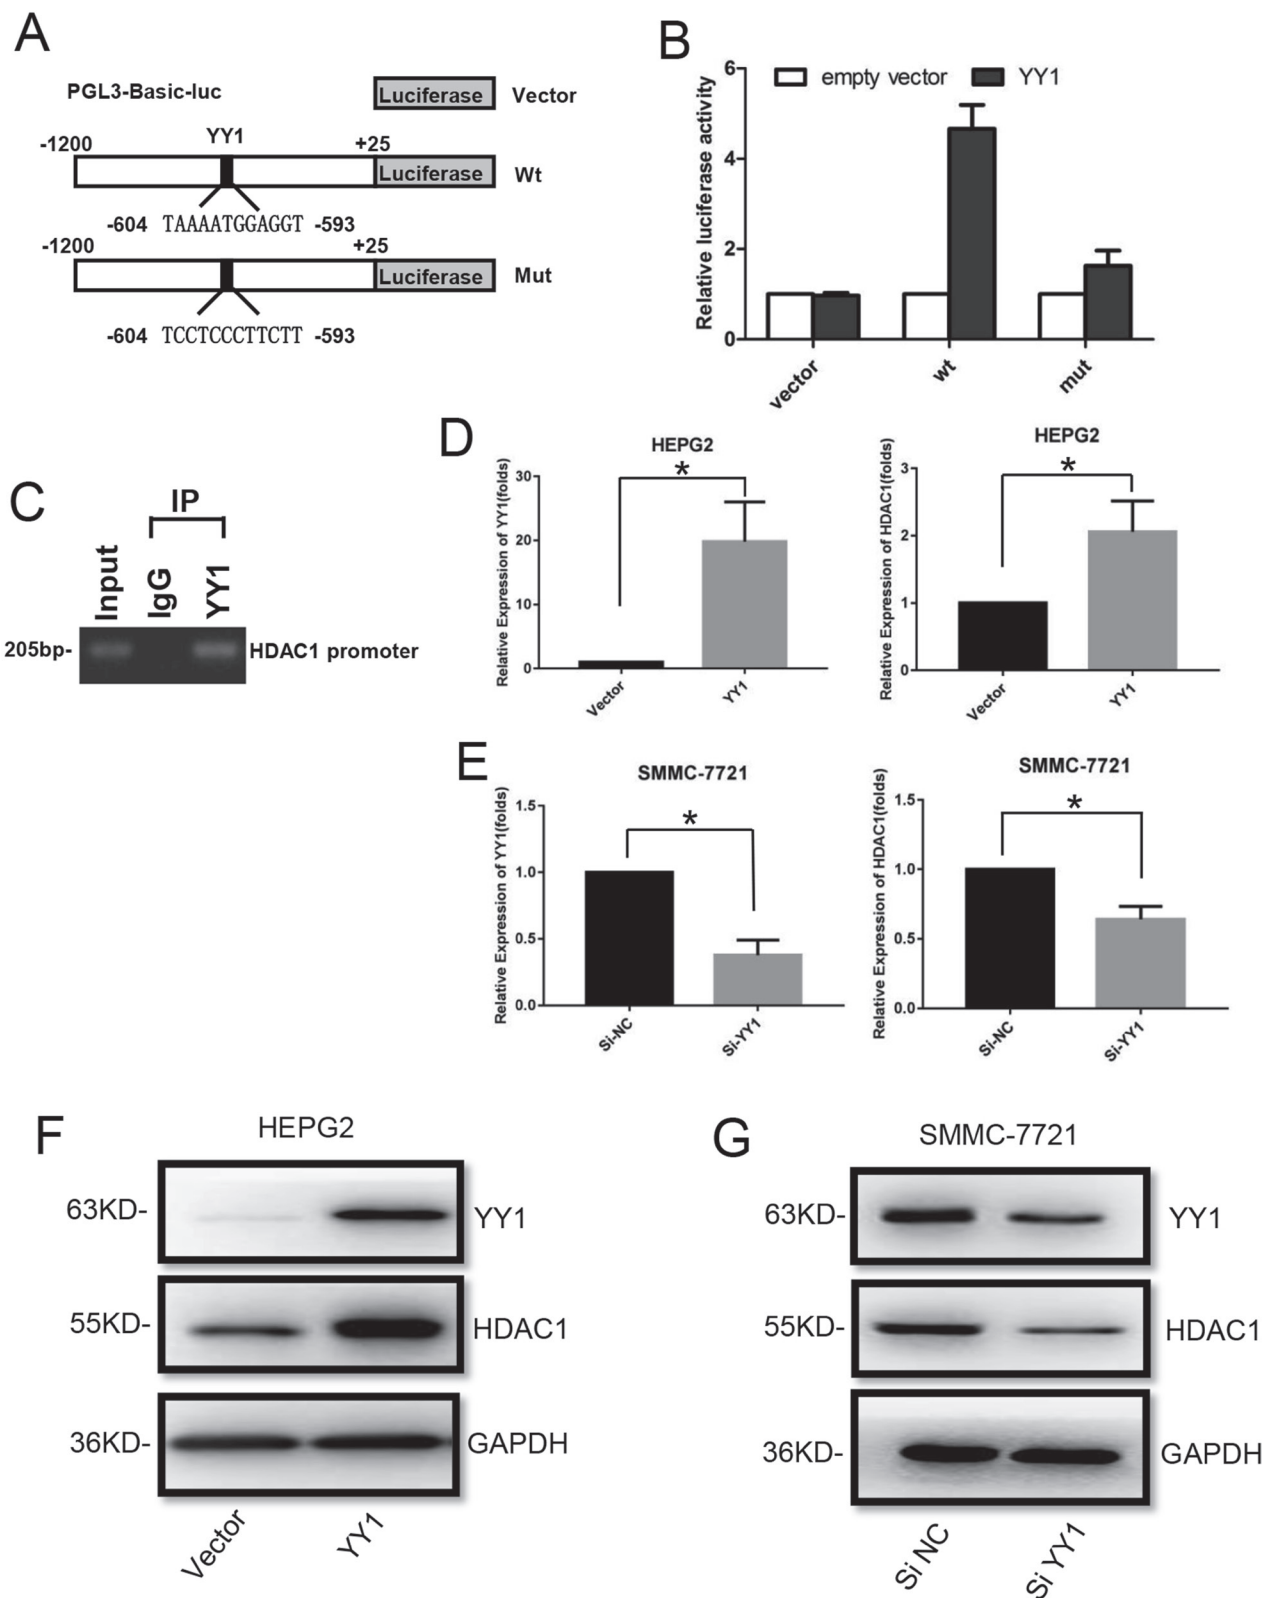 A
PGL3-Basic-luc
Luciferase
Vector
-1200
YY1
+25
Luciferase
Wt
-604
TAAAATGGAGGT
-593
-1200
+25
Luciferase
Mut
-604
TCCTCCCTTCTT
-593
B
empty vector
YY1
Relative luciferase activity
6
4
2
0
vector
wt
mut
C
IP
Input
IgG
YY1
205bp-
HDAC1 promoter
D
HEPG2
Relative Expression of YY1(folds)
30
20
10
0
*
Vector
YY1
HEPG2
Relative Expression of HDAC1(folds)
3
2
1
0
*
Vector
YY1
E
SMMC-7721
Relative Expression of YY1(folds)
1.5
1.0
0.5
0.0
*
Si-NC
Si-YY1
SMMC-7721
Relative Expression of HDAC1(folds)
1.5
1.0
0.5
0.0
*
Si-NC
Si-YY1
F
HEPG2
63KD-
YY1
55KD-
HDAC1
36KD-
GAPDH
Vector
YY1
G
SMMC-7721
63KD-
YY1
55KD-
HDAC1
36KD-
GAPDH
Si NC
Si YY1